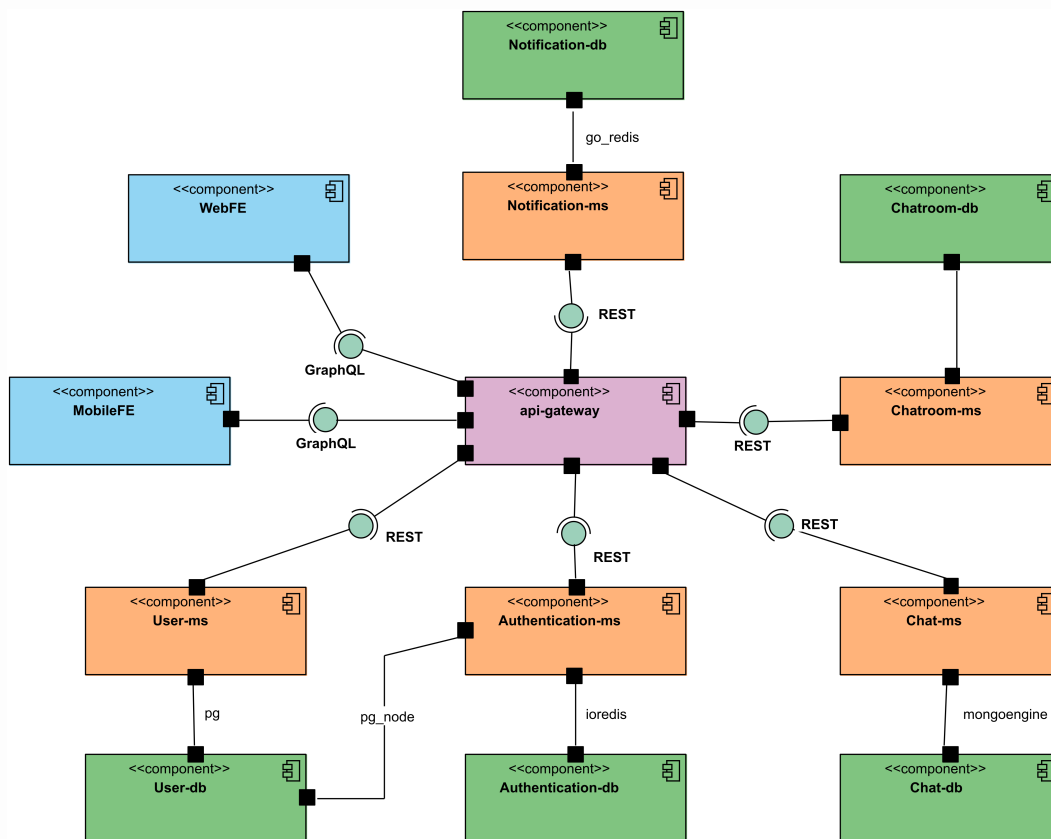 <<component>>
Notification-db
go_redis
<<component>>
WebFE
<<component>>
Notification-ms
<<component>>
Chatroom-db
REST
GraphQL
<<component>>
MobileFE
<<component>>
api-gateway
<<component>>
Chatroom-ms
GraphQL
REST
REST
REST
REST
<<component>>
User-ms
<<component>>
Authentication-ms
<<component>>
Chat-ms
pg
pg_node
ioredis
mongoengine
<<component>>
User-db
<<component>>
Authentication-db
<<component>>
Chat-db